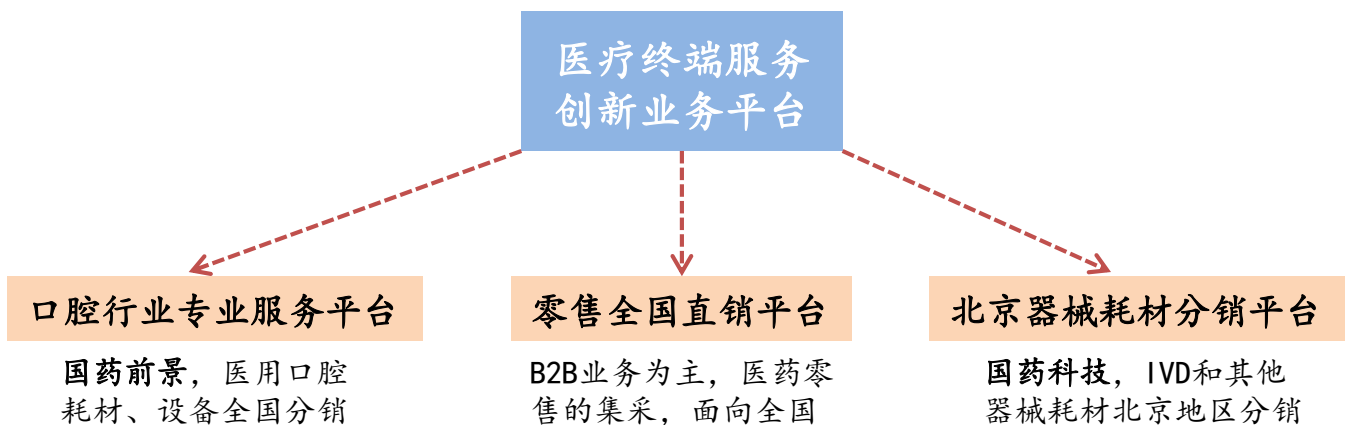 医疗终端服务
创新业务平台
口腔行业专业服务平台
国药前景，医用口腔
耗材、设备全国分销
零售全国直销平台
B2B业务为主，医药零
售的集采，面向全国
北京器械耗材分销平台
国药科技，IVD和其他
器械耗材北京地区分销